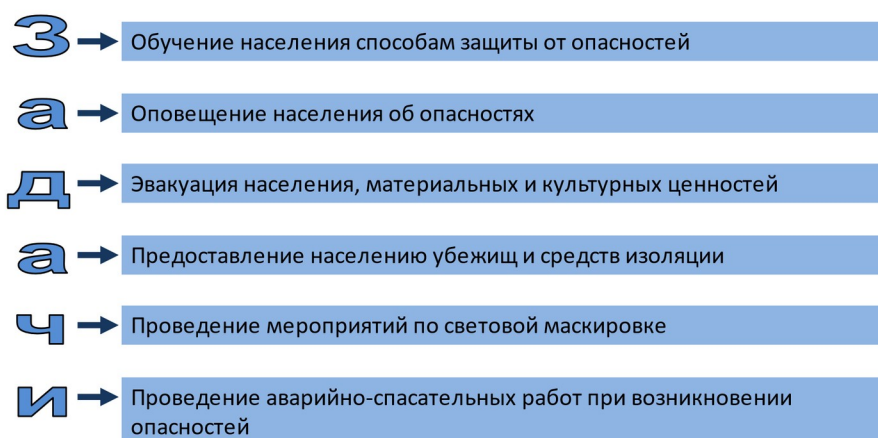 З Обучение населения способам защиты от опасностей
а Оповещение населения об опасностях
д Эвакуация населения, материальных и культурных ценностей
а Предоставление населению убежищ и средств изоляции
ч Проведение мероприятий по световой маскировке
и Проведение аварийно-спасательных работ при возникновении
опасностей